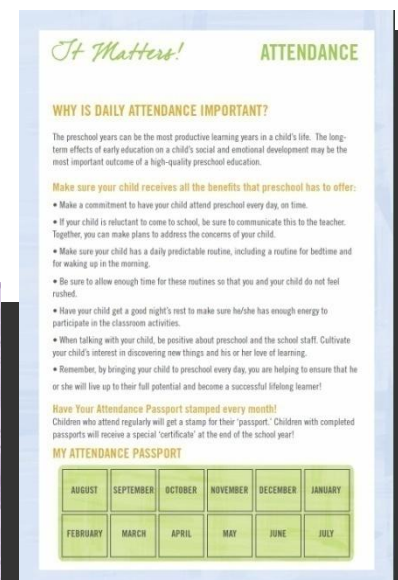 It Matters! ATTENDANCE
WHY IS DAILY ATTENDANCE IMPORTANT?
The preschool years can be the most productive learning years in a child's life. The long-
term effects of early education on a child's social and emotional development may be the
most important outcome of a high-quality preschool education.
Make sure your child receives all the benefits that preschool has to offer:
• Make a commitment to have your child attend preschool every day, on time.
• If your child is reluctant to come to school, be sure to communicate this to the teacher.
Together, you can make plans to address the concerns of your child.
• Make sure your child has a daily predictable routine, including a routine for bedtime and
for waking up in the morning.
• Be sure to allow enough time for these routines so that you and your child do not feel
rushed.
• Have your child get a good night's rest to make sure he/she has enough energy to
participate in the classroom activities.
• When talking with your child, be positive about preschool and the school staff. Cultivate
your child's interest in discovering new things and his or her love of learning.
• Remember, by bringing your child to preschool every day, you are helping to ensure that he
or she will live up to their full potential and become a successful lifelong learner!
Have Your Attendance Passport stamped every month!
Children who attend regularly will get a stamp for their 'passport.' Children with completed
passports will receive a special 'certificate' at the end of the school year!
MY ATTENDANCE PASSPORT
AUGUST SEPTEMBER OCTOBER NOVEMBER DECEMBER JANUARY
FEBRUARY MARCH APRIL MAY JUNE JULY